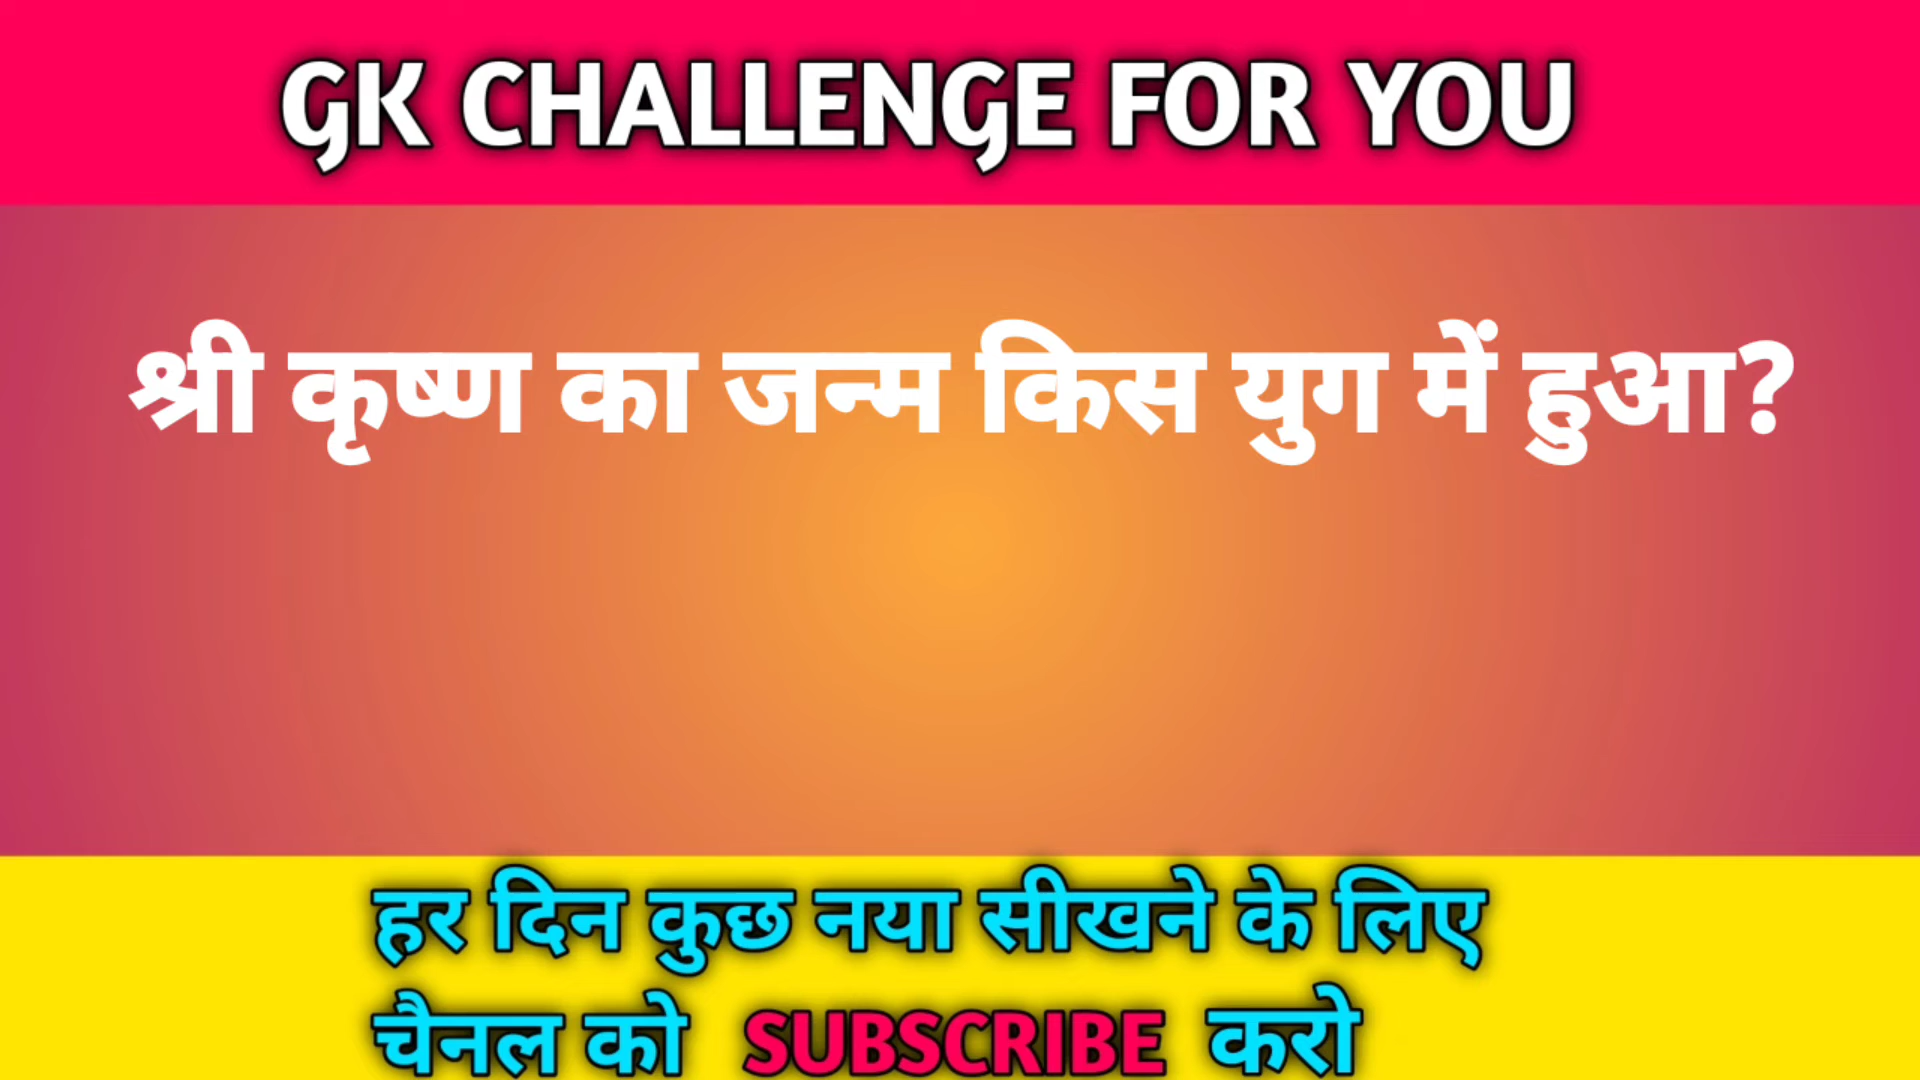 GK CHALLENGE FOR YOU
श्री कृष्ण का जन्म किस युग में हुआ?
हर दिन कुछ नया सीखने के लिए
चैनल को SUBSCRIBE करो